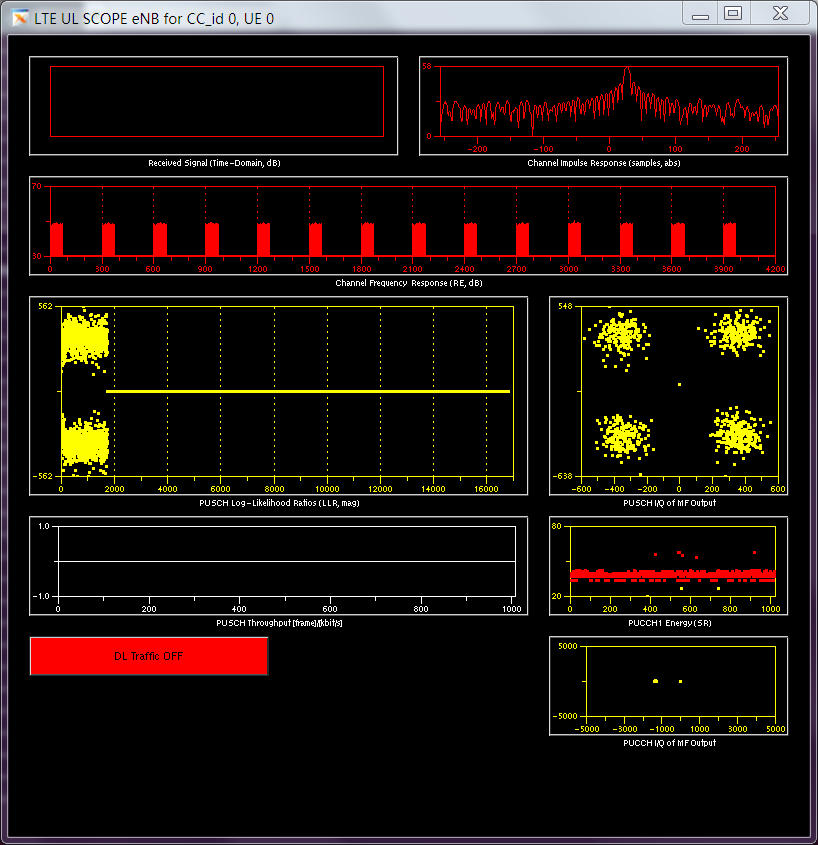 LTE UL SCOPE eNB for CC_id 0, UE 0
Received Signal (Time-Domain, dB)
58
0
-200 -100 0 100 200
Channel Impulse Response (samples, abs)
70
30
0 300 600 900 1200 1500 1800 2100 2400 2700 3000 3300 3600 3900 4200
Channel Frequency Response (RE, dB)
562
-562
0 2000 4000 6000 8000 10000 12000 14000 16000
PUSCH Log-Likelihood Ratios (LLR, mag)
548
-638
-600 -400 -200 0 200 400 600
PUSCH I/Q of MF Output
1.0
-1.0
0 200 400 600 800 1000
PUSCH Throughput [frame]/[kbit/s]
80
20
0 200 400 600 800 1000
PUCCH1 Energy (SR)
DL Traffic OFF
5000
-5000
-5000 -3000 -1000 0 1000 3000 5000
PUCCH I/Q of MF Output